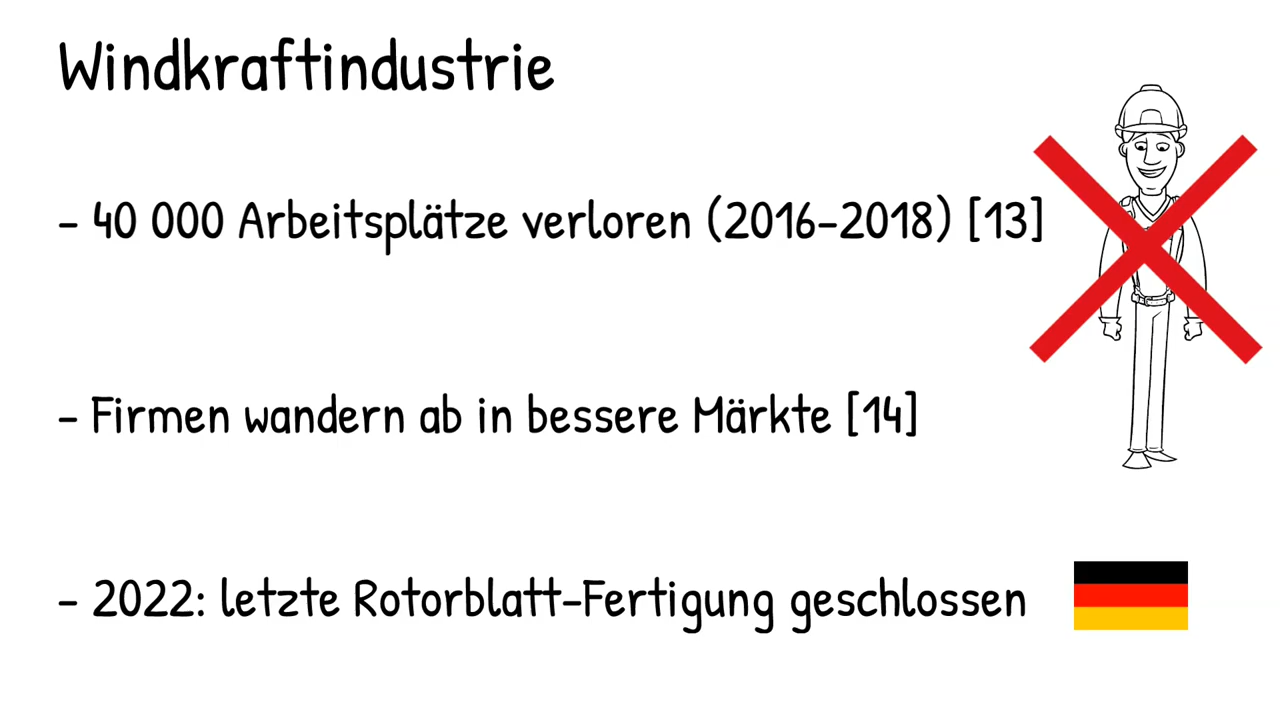 Windkraftindustrie
- 40 000 Arbeitsplätze verloren (2016-2018) [13]
- Firmen wandern ab in bessere Märkte [14]
- 2022: letzte Rotorblatt-Fertigung geschlossen